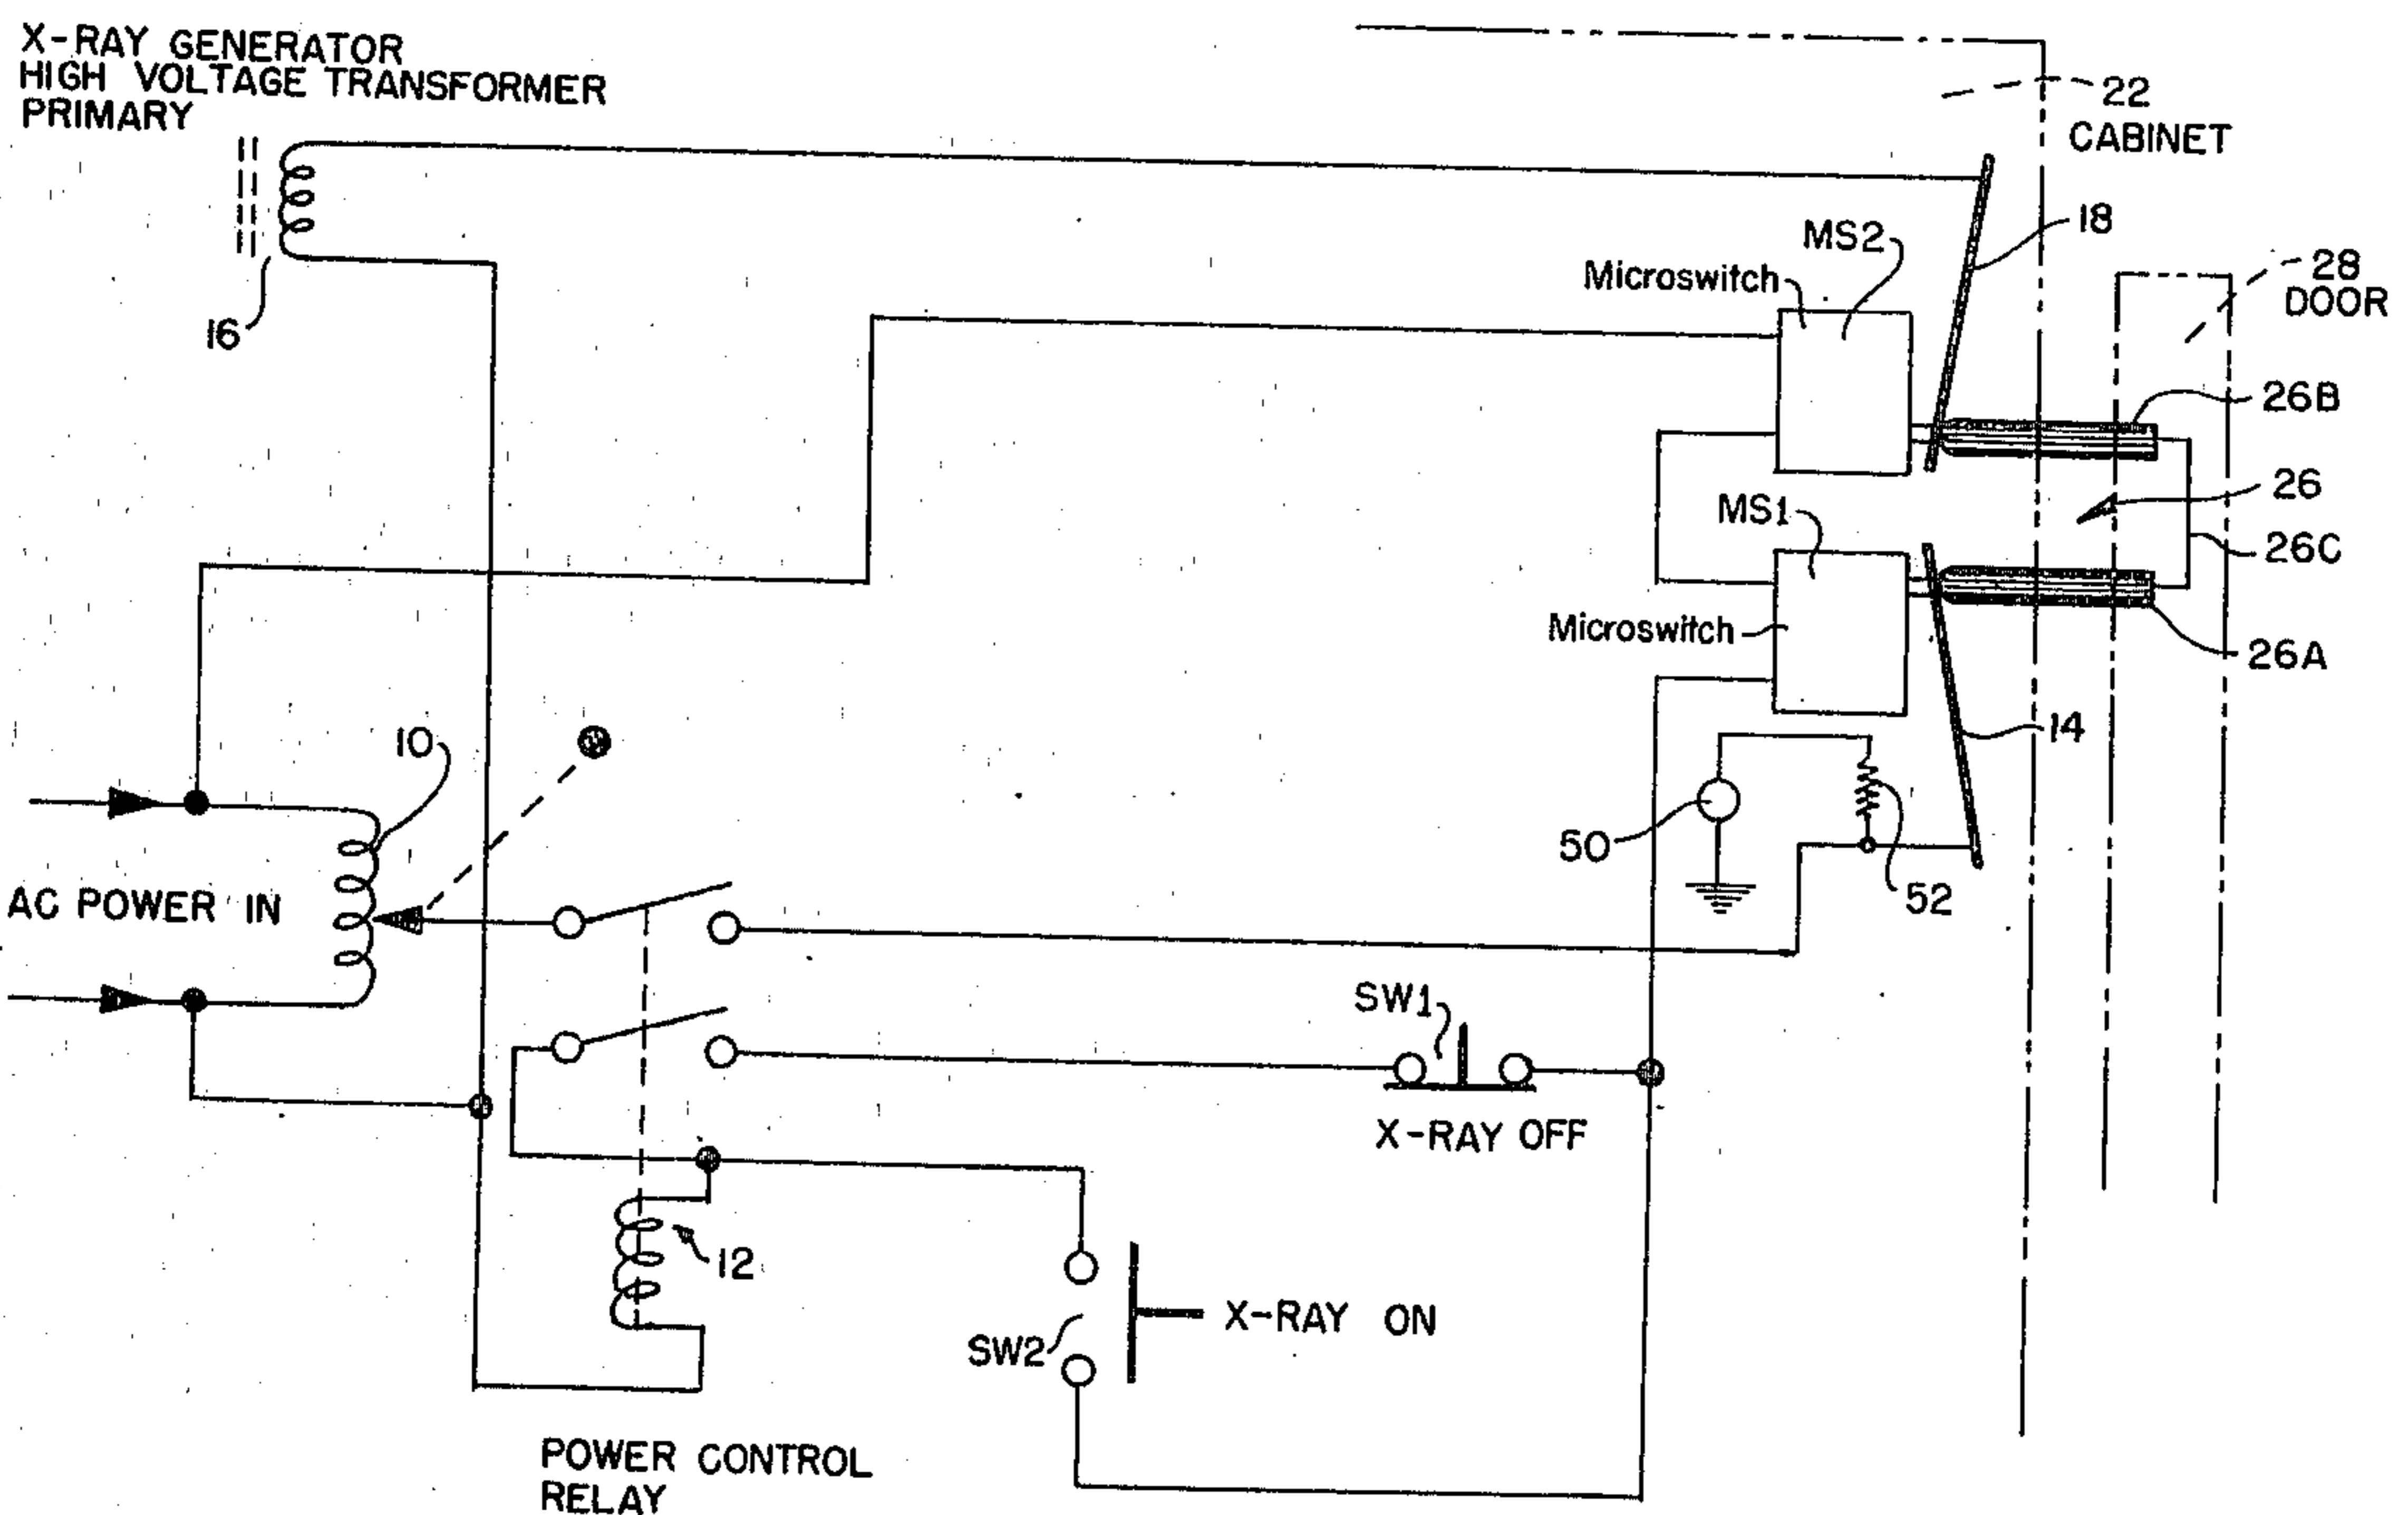 X-RAY GENERATOR
HIGH VOLTAGE TRANSFORMER
PRIMARY
22
CABINET
18
MS2
Microswitch
28
DOOR
16
26B
26
MS1
26C
Microswitch
26A
14
10
50
52
AC POWER IN
SW1
X-RAY OFF
12
X-RAY ON
SW2
POWER CONTROL
RELAY